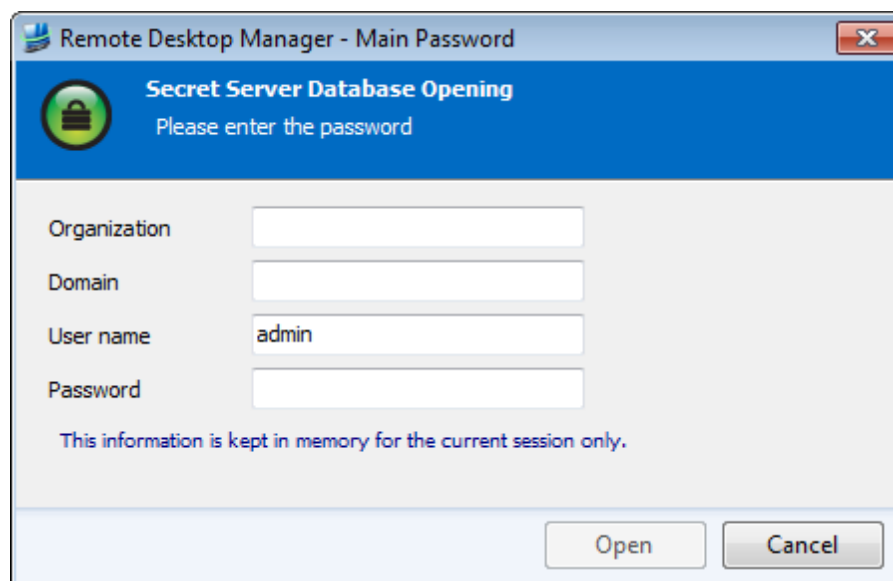 Remote Desktop Manager - Main Password
Secret Server Database Opening
Please enter the password
Organization
Domain
User name admin
Password
This information is kept in memory for the current session only.
Open Cancel